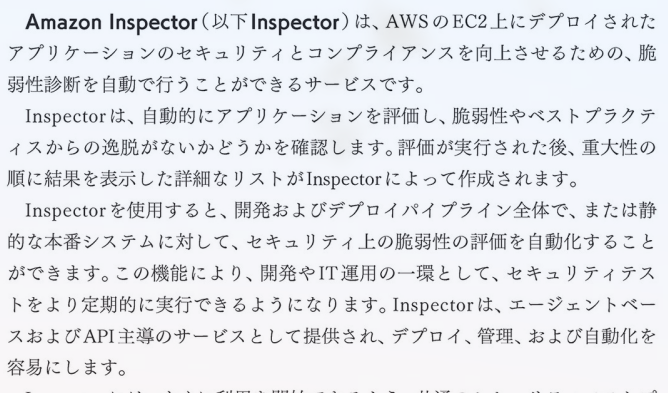 Amazon Inspector（以下Inspector）は、AWSのEC2上にデプロイされた
アプリケーションのセキュリティとコンプライアンスを向上させるための、脆
弱性診断を自動で行うことができるサービスです。
Inspectorは、自動的にアプリケーションを評価し、脆弱性やベストプラクテ
ィスからの逸脱がないかどうかを確認します。評価が実行された後、重大性の
順に結果を表示した詳細なリストがInspectorによって作成されます。
Inspectorを使用すると、開発およびデプロイパイプライン全体で、または静
的な本番システムに対して、セキュリティ上の脆弱性の評価を自動化すること
ができます。この機能により、開発やIT運用の一環として、セキュリティテス
トをより定期的に実行できるようになります。Inspectorは、エージェントベー
スおよびAPI主導のサービスとして提供され、デプロイ、管理、および自動化を
容易にします。